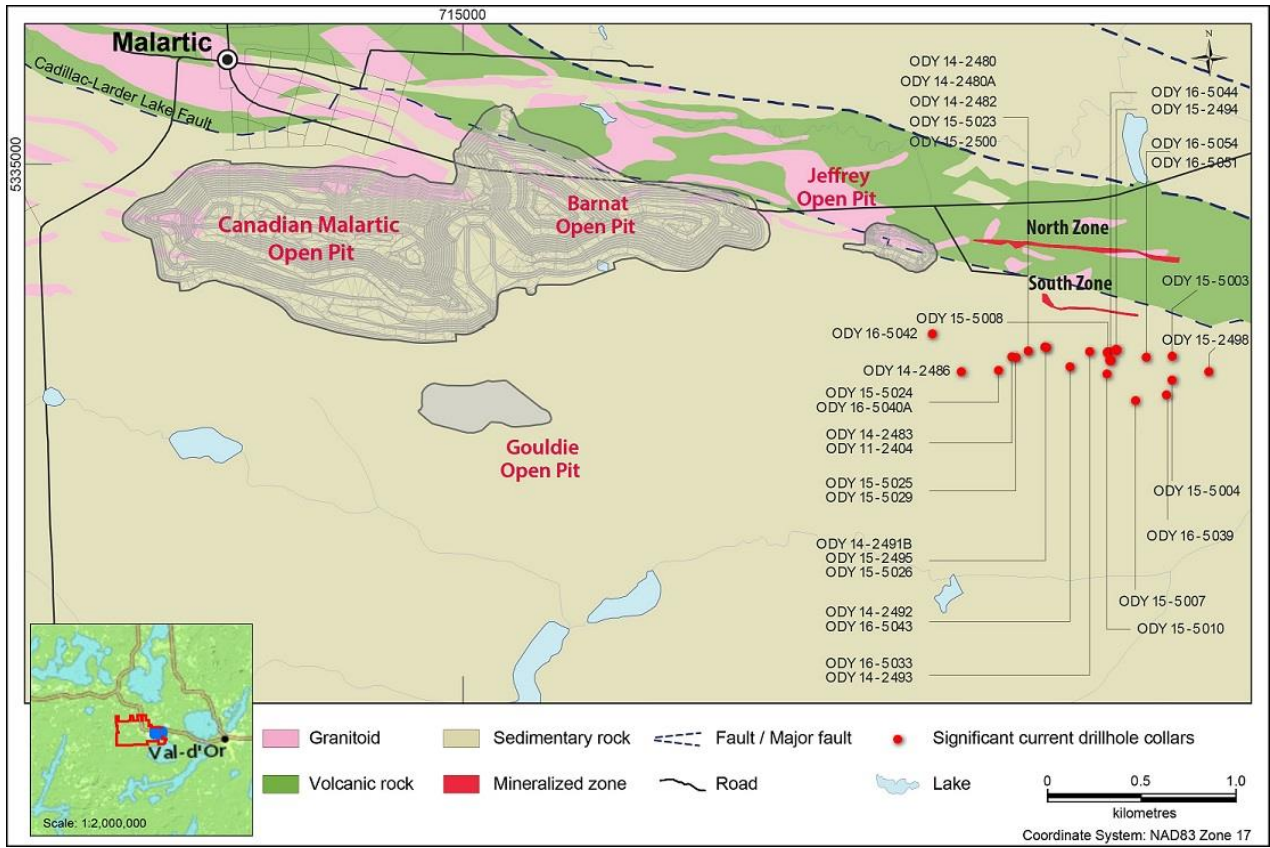 715000
5335000
N
Malartic
Cadillac-Larder Lake Fault
Canadian Malartic
Open Pit
Barnat
Open Pit
Jeffrey
Open Pit
Gouldie
Open Pit
North Zone
South Zone
ODY 14-2480
ODY 14-2480A
ODY 14-2482
ODY 15-5023
ODY 15-2500
ODY 16-5044
ODY 15-2494
ODY 16-5054
ODY 16-5051
ODY 15-5003
ODY 15-5008
ODY 16-5042
ODY 15-2498
ODY 14-2486
ODY 15-5024
ODY 16-5040A
ODY 14-2483
ODY 11-2404
ODY 15-5025
ODY 15-5029
ODY 14-2491B
ODY 15-2495
ODY 15-5026
ODY 14-2492
ODY 16-5043
ODY 16-5033
ODY 14-2493
ODY 15-5004
ODY 16-5039
ODY 15-5007
ODY 15-5010
Val-d'Or
Scale: 1:2,000,000
Granitoid
Sedimentary rock
Fault / Major fault
Significant current drillhole collars
Volcanic rock
Mineralized zone
Road
Lake
0 0.5 1.0
kilometres
Coordinate System: NAD83 Zone 17